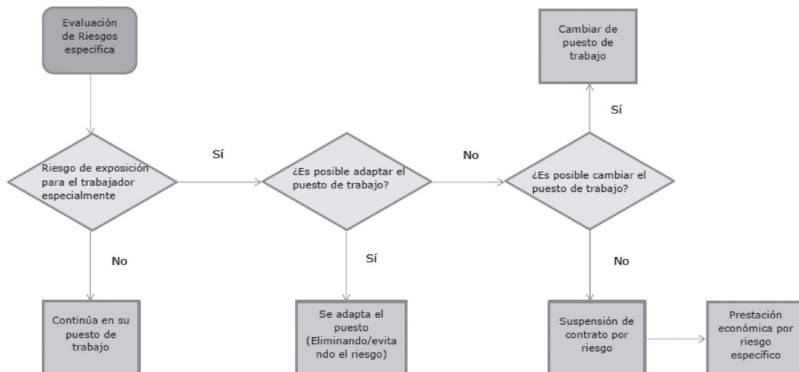 Evaluación
de Riesgos
específica
Cambiar de
puesto de
trabajo
Sí
Riesgo de exposición
para el trabajador
especialmente
Sí
¿Es posible adaptar el
puesto de trabajo?
No
¿Es posible cambiar el
puesto de trabajo?
No
Sí
No
Continúa en su
puesto de
trabajo
Se adapta el
puesto
(Eliminando/evita
ndo el riesgo)
Suspensión de
contrato por
riesgo
Prestación
económica por
riesgo
específico